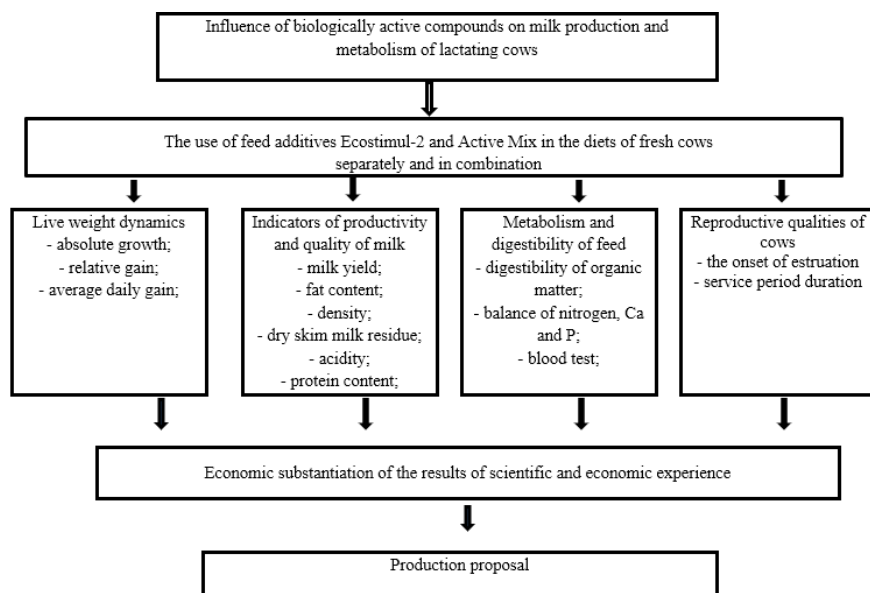 Influence of biologically active compounds on milk production and
metabolism of lactating cows
The use of feed additives Ecostimul-2 and Active Mix in the diets of fresh cows
separately and in combination
Live weight dynamics
- absolute growth;
- relative gain;
- average daily gain;
Indicators of productivity
and quality of milk
- milk yield;
- fat content;
- density;
- dry skim milk residue;
- acidity;
- protein content;
Metabolism and
digestibility of feed
- digestibility of organic
matter;
- balance of nitrogen, Ca
and P;
- blood test;
Reproductive qualities of
cows
- the onset of estruation
- service period duration
Economic substantiation of the results of scientific and economic experience
Production proposal